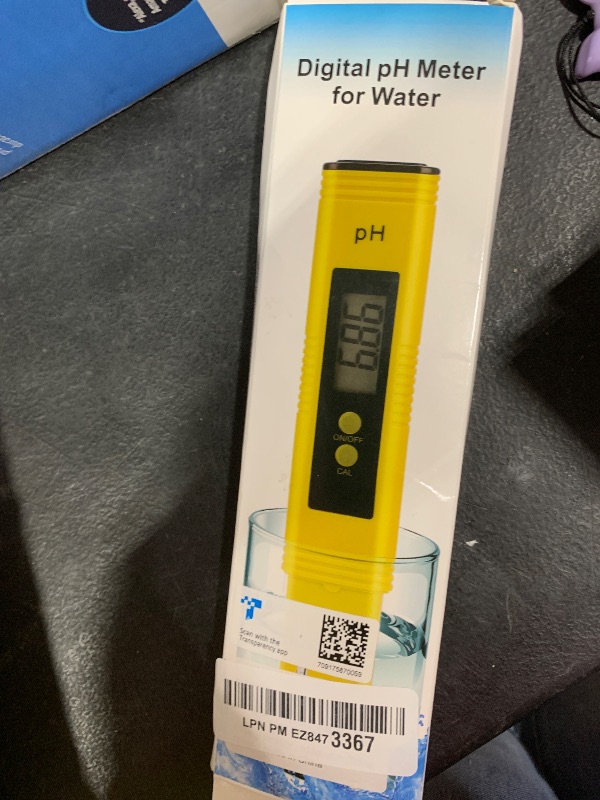 Digital pH Meter
for Water
pH
6.86
ON/OFF
CAL
Scan with the
Transparency app
709175870059
LPN PM EZ847 3367